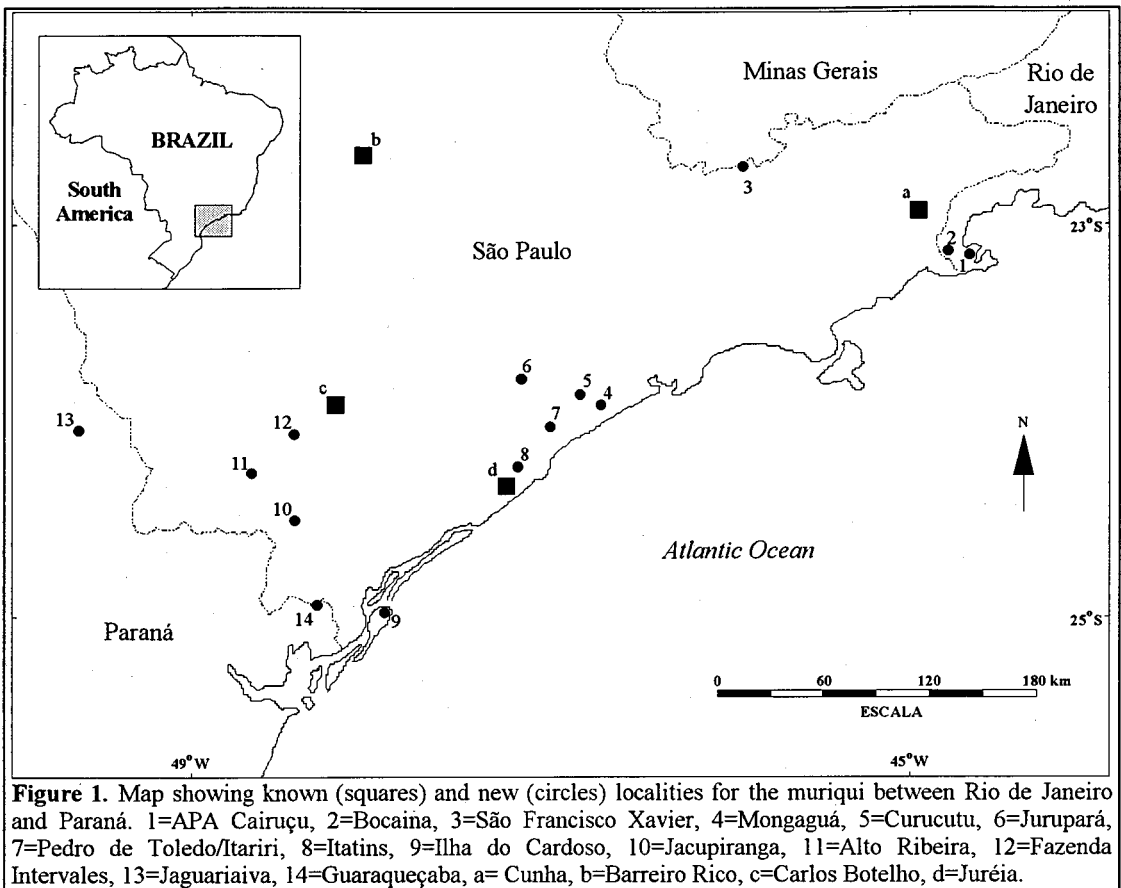 Minas Gerais
Rio de
Janeiro
BRAZIL
South
America
b
3
a
23°S
São Paulo
2
1
6
5
4
c
7
13
12
N
8
11
d
10
Atlantic Ocean
14
9
25°S
Paraná
0 60 120 180 km
ESCALA
49°W
45°W
Figure 1. Map showing known (squares) and new (circles) localities for the muriqui between Rio de Janeiro
and Paraná. 1=APA Cairuçu, 2=Bocaina, 3=São Francisco Xavier, 4=Mongaguá, 5=Curucutu, 6=Jurupará,
7=Pedro de Toledo/Itariri, 8=Itatins, 9=Ilha do Cardoso, 10=Jacupiranga, 11=Alto Ribeira, 12=Fazenda
Intervales, 13=Jaguariaiva, 14=Guaraqueçaba, a= Cunha, b=Barreiro Rico, c=Carlos Botelho, d=Juréia.